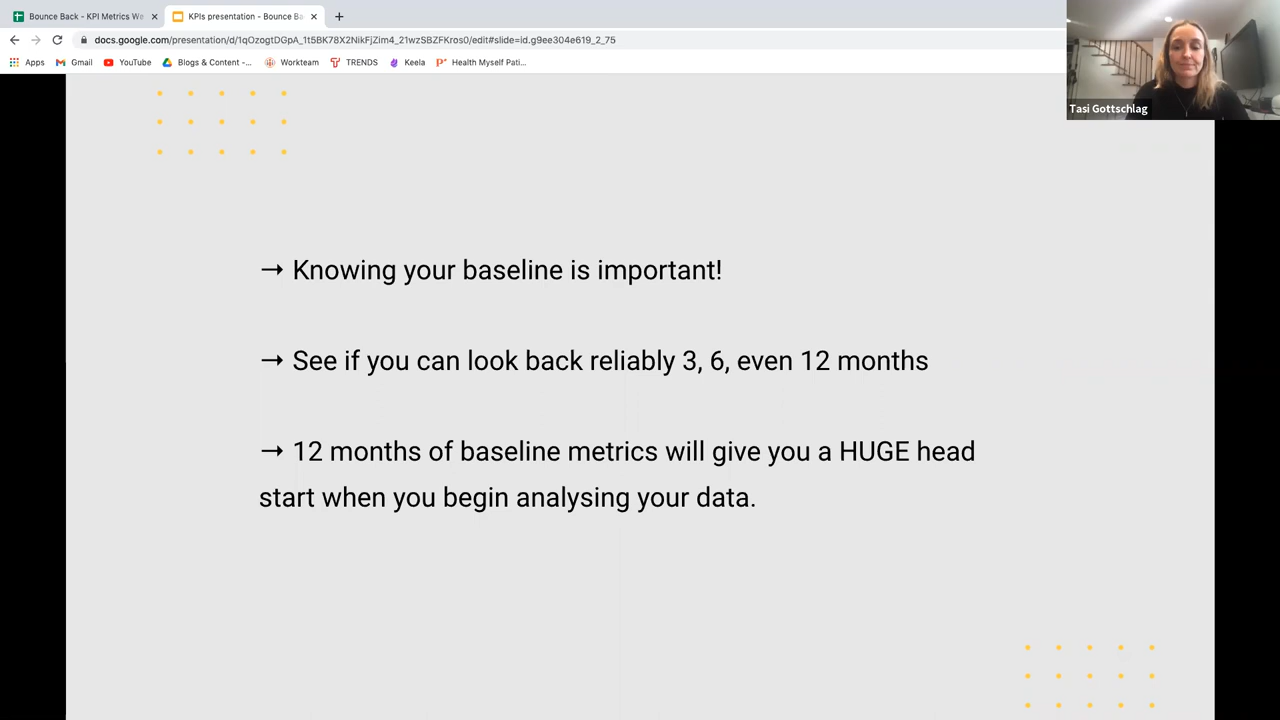 Bounce Back - KPI Metrics We
KPIs presentation - Bounce Ba
docs.google.com/presentation/d/1qOzogtDGpA_1t5BK78X2NikFjZim4_21wzSBZFKros0/edit#slide=id.g9ee304e619_2_75
Apps Gmail YouTube Blogs & Content -... Workteam TRENDS Keela Health Myself Pati...
Tasi Gottschlag
→ Knowing your baseline is important!
→ See if you can look back reliably 3, 6, even 12 months
→ 12 months of baseline metrics will give you a HUGE head
start when you begin analysing your data.